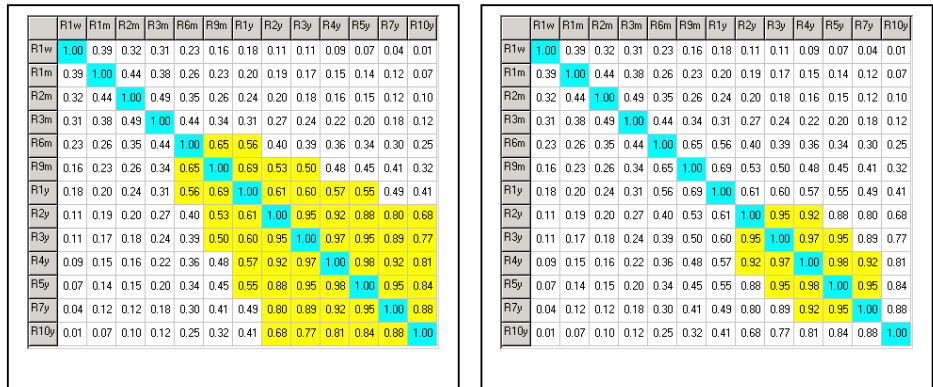 R1w R1m R2m R3m R6m R9m R1y R2y R3y R4y R5y R7y R10y
R1w 1.00 0.39 0.32 0.31 0.23 0.16 0.18 0.11 0.11 0.09 0.07 0.04 0.01
R1m 0.39 1.00 0.44 0.38 0.26 0.23 0.20 0.19 0.17 0.15 0.14 0.12 0.07
R2m 0.32 0.44 1.00 0.49 0.35 0.26 0.24 0.20 0.18 0.16 0.15 0.12 0.10
R3m 0.31 0.38 0.49 1.00 0.44 0.34 0.31 0.27 0.24 0.22 0.20 0.18 0.12
R6m 0.23 0.26 0.35 0.44 1.00 0.65 0.56 0.40 0.39 0.36 0.34 0.30 0.25
R9m 0.16 0.23 0.26 0.34 0.65 1.00 0.69 0.53 0.50 0.48 0.45 0.41 0.32
R1y 0.18 0.20 0.24 0.31 0.56 0.69 1.00 0.61 0.60 0.57 0.55 0.49 0.41
R2y 0.11 0.19 0.20 0.27 0.40 0.53 0.61 1.00 0.95 0.92 0.88 0.80 0.68
R3y 0.11 0.17 0.18 0.24 0.39 0.50 0.60 0.95 1.00 0.97 0.95 0.89 0.77
R4y 0.09 0.15 0.16 0.22 0.36 0.48 0.57 0.92 0.97 1.00 0.98 0.92 0.81
R5y 0.07 0.14 0.15 0.20 0.34 0.45 0.55 0.88 0.95 0.98 1.00 0.95 0.84
R7y 0.04 0.12 0.12 0.18 0.30 0.41 0.49 0.80 0.89 0.92 0.95 1.00 0.88
R10y 0.01 0.07 0.10 0.12 0.25 0.32 0.41 0.68 0.77 0.81 0.84 0.88 1.00
R1w R1m R2m R3m R6m R9m R1y R2y R3y R4y R5y R7y R10y
R1w 1.00 0.39 0.32 0.31 0.23 0.16 0.18 0.11 0.11 0.09 0.07 0.04 0.01
R1m 0.39 1.00 0.44 0.38 0.26 0.23 0.20 0.19 0.17 0.15 0.14 0.12 0.07
R2m 0.32 0.44 1.00 0.49 0.35 0.26 0.24 0.20 0.18 0.16 0.15 0.12 0.10
R3m 0.31 0.38 0.49 1.00 0.44 0.34 0.31 0.27 0.24 0.22 0.20 0.18 0.12
R6m 0.23 0.26 0.35 0.44 1.00 0.65 0.56 0.40 0.39 0.36 0.34 0.30 0.25
R9m 0.16 0.23 0.26 0.34 0.65 1.00 0.69 0.53 0.50 0.48 0.45 0.41 0.32
R1y 0.18 0.20 0.24 0.31 0.56 0.69 1.00 0.61 0.60 0.57 0.55 0.49 0.41
R2y 0.11 0.19 0.20 0.27 0.40 0.53 0.61 1.00 0.95 0.92 0.88 0.80 0.68
R3y 0.11 0.17 0.18 0.24 0.39 0.50 0.60 0.95 1.00 0.97 0.95 0.89 0.77
R4y 0.09 0.15 0.16 0.22 0.36 0.48 0.57 0.92 0.97 1.00 0.98 0.92 0.81
R5y 0.07 0.14 0.15 0.20 0.34 0.45 0.55 0.88 0.95 0.98 1.00 0.95 0.84
R7y 0.04 0.12 0.12 0.18 0.30 0.41 0.49 0.80 0.89 0.92 0.95 1.00 0.88
R10y 0.01 0.07 0.10 0.12 0.25 0.32 0.41 0.68 0.77 0.81 0.84 0.88 1.00